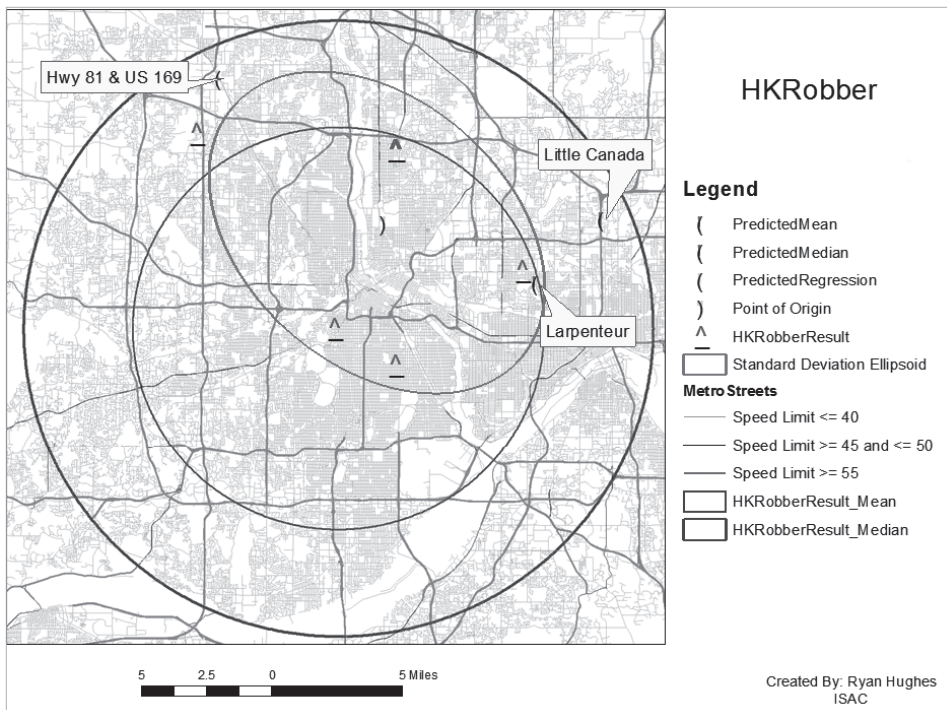 Hwy 81 & US 169
Little Canada
Larpenteur
HKRobber
Legend
PredictedMean
PredictedMedian
PredictedRegression
Point of Origin
HKRobberResult
Standard Deviation Ellipsoid
Metro Streets
Speed Limit <= 40
Speed Limit >= 45 and <= 50
Speed Limit >= 55
HKRobberResult_Mean
HKRobberResult_Median
5 2.5 0 5 Miles
Created By: Ryan Hughes
ISAC